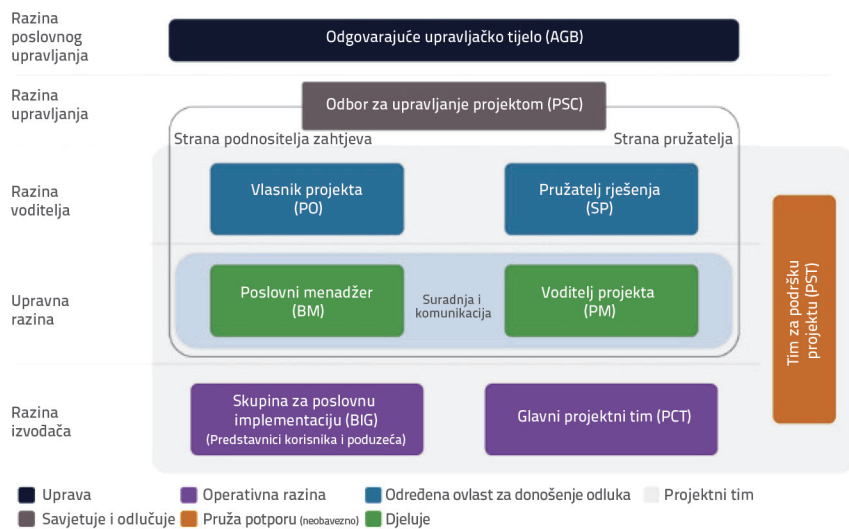 Razina
poslovnog
upravljanja
Odgovarajuće upravljačko tijelo (AGB)
Razina
upravljanja
Odbor za upravljanje projektom (PSC)
Strana podnositelja zahtjeva
Strana pružatelja
Razina
voditelja
Vlasnik projekta
(PO)
Pružatelj rješenja
(SP)
Upravna
razina
Poslovni menadžer
(BM)
Suradnja i
komunikacija
Voditelj projekta
(PM)
Tim za podršku
projektu (PST)
Razina
izvođača
Skupina za poslovnu
implementaciju (BIG)
(Predstavnici korisnika i poduzeća)
Glavni projektni tim (PCT)
Uprava
Operativna razina
Određena ovlast za donošenje odluka
Projektni tim
Savjetuje i odlučuje
Pruža potporu (neobavezno)
Djeluje